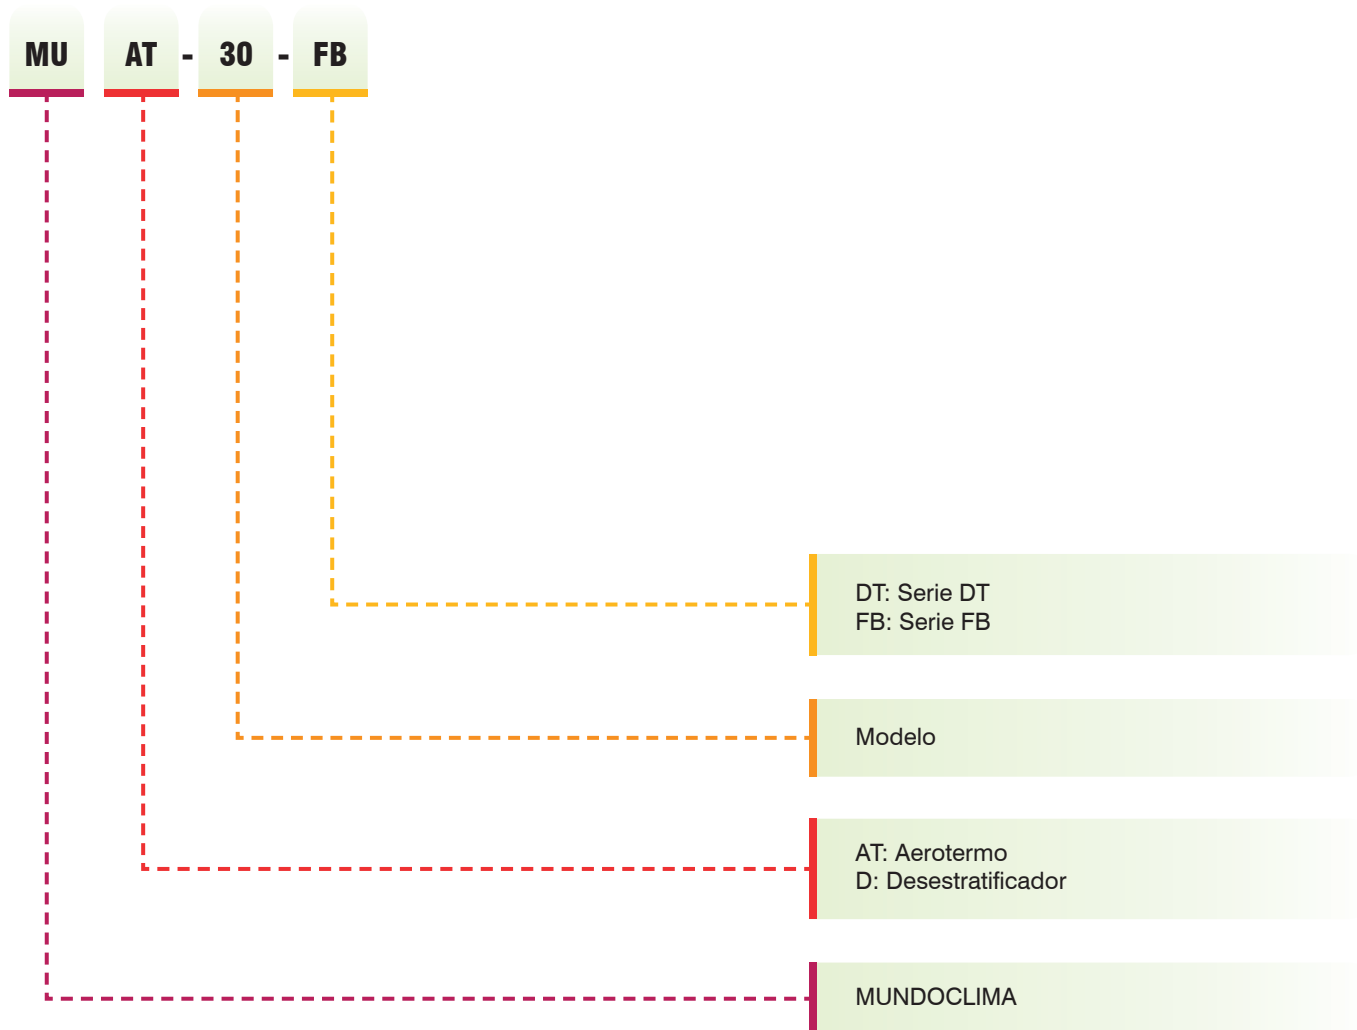 MU AT - 30 - FB
DT: Serie DT
FB: Serie FB
Modelo
AT: Aerotermo
D: Desestratificador
MUNDOCLIMA